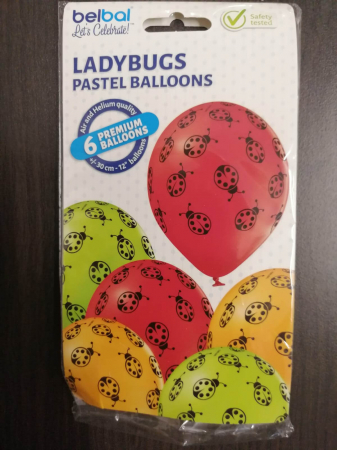 belbal
Let's Celebrate!
Safety
tested
LADYBUGS
PASTEL BALLOONS
Air and Helium quality
6 PREMIUM
BALLOONS
+/-30 cm - 12" balloons